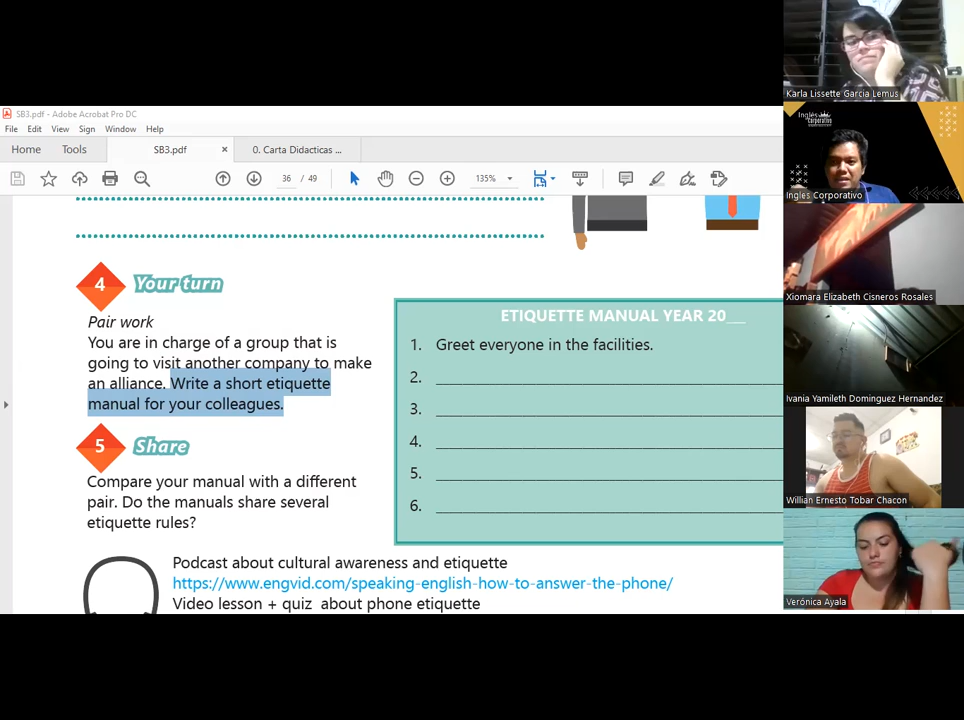 SB3.pdf - Adobe Acrobat Pro DC
File Edit View Sign Window Help
Home Tools SB3.pdf × 0. Carta Didacticas ...
36 / 49 135%
4 Your turn
Pair work
You are in charge of a group that is
going to visit another company to make
an alliance. Write a short etiquette
manual for your colleagues.
5 Share
Compare your manual with a different
pair. Do the manuals share several
etiquette rules?
ETIQUETTE MANUAL YEAR 20__
1. Greet everyone in the facilities.
2.
3.
4.
5.
6.
Podcast about cultural awareness and etiquette
https://www.engvid.com/speaking-english-how-to-answer-the-phone/
Video lesson + quiz about phone etiquette
Karla Lissette Garcia Lemus
Inglés
Corporativo
Ingles Corporativo
Xiomara Elizabeth Cisneros Rosales
Ivania Yamileth Dominguez Hernandez
Willian Ernesto Tobar Chacon
Verónica Ayala